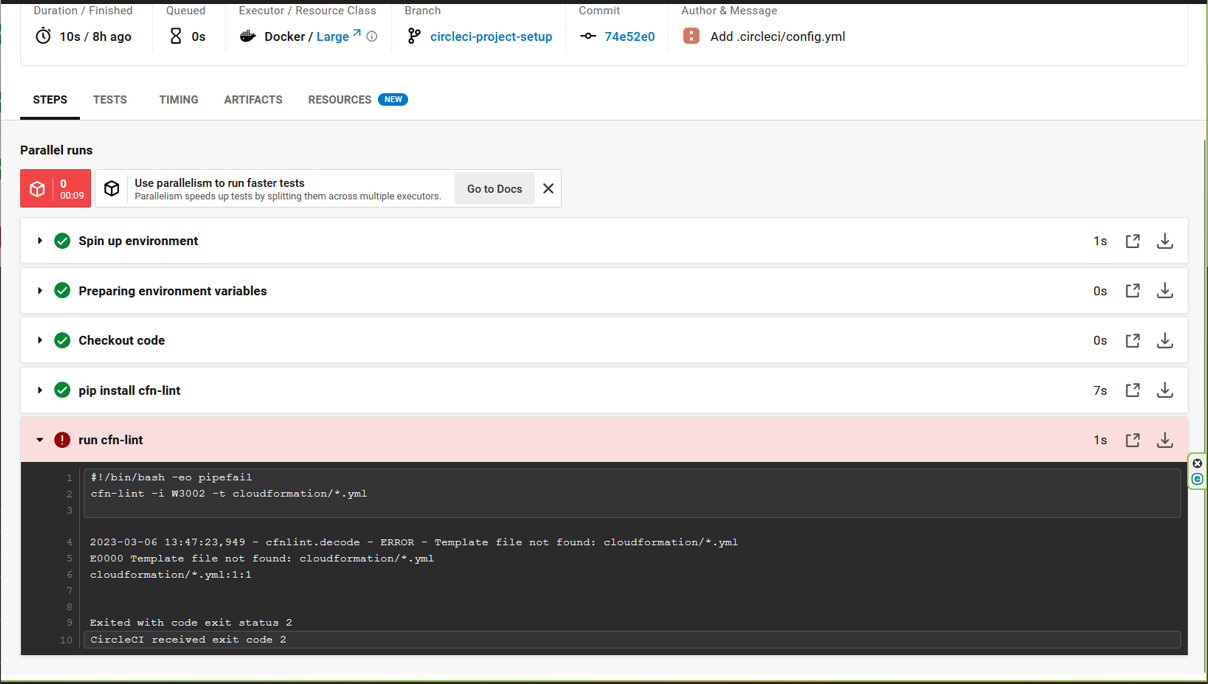 Duration / Finished
Queued
Executor / Resource Class
Branch
Commit
Author & Message
10s / 8h ago
0s
Docker / Large
circleci-project-setup
74e52e0
Add .circleci/config.yml
STEPS
TESTS
TIMING
ARTIFACTS
RESOURCES NEW
Parallel runs
0
00:09
Use parallelism to run faster tests
Parallelism speeds up tests by splitting them across multiple executors.
Go to Docs
Spin up environment
1s
Preparing environment variables
0s
Checkout code
0s
pip install cfn-lint
7s
run cfn-lint
1s
1 #!/bin/bash -eo pipefail
2 cfn-lint -i W3002 -t cloudformation/*.yml
3
4 2023-03-06 13:47:23,949 - cfnlint.decode - ERROR - Template file not found: cloudformation/*.yml
5 E0000 Template file not found: cloudformation/*.yml
6 cloudformation/*.yml:1:1
7
8
9 Exited with code exit status 2
10 CircleCI received exit code 2